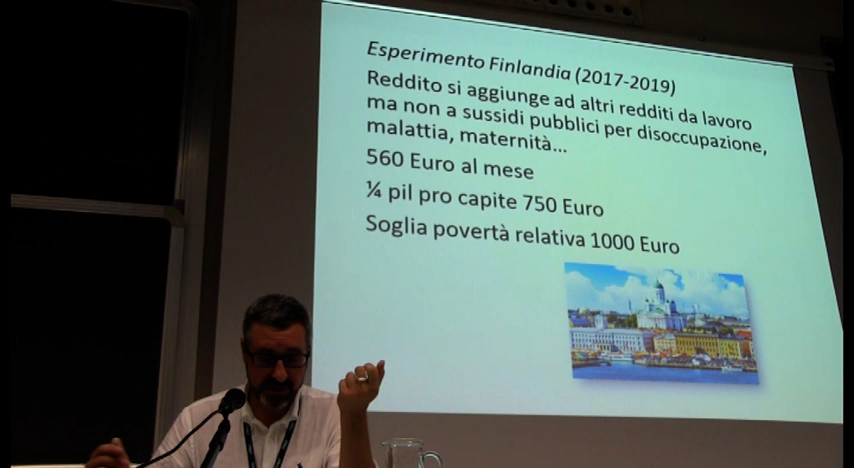 Esperimento Finlandia (2017-2019)
Reddito si aggiunge ad altri redditi da lavoro
ma non a sussidi pubblici per disoccupazione,
malattia, maternità...
560 Euro al mese
¼ pil pro capite 750 Euro
Soglia povertà relativa 1000 Euro